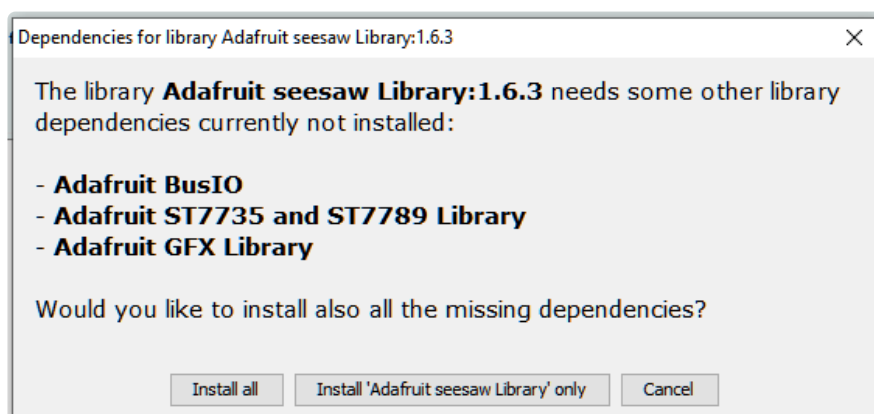 Dependencies for library Adafruit seesaw Library:1.6.3
The library Adafruit seesaw Library:1.6.3 needs some other library
dependencies currently not installed:
- Adafruit BusIO
- Adafruit ST7735 and ST7789 Library
- Adafruit GFX Library
Would you like to install also all the missing dependencies?
Install all Install 'Adafruit seesaw Library' only Cancel